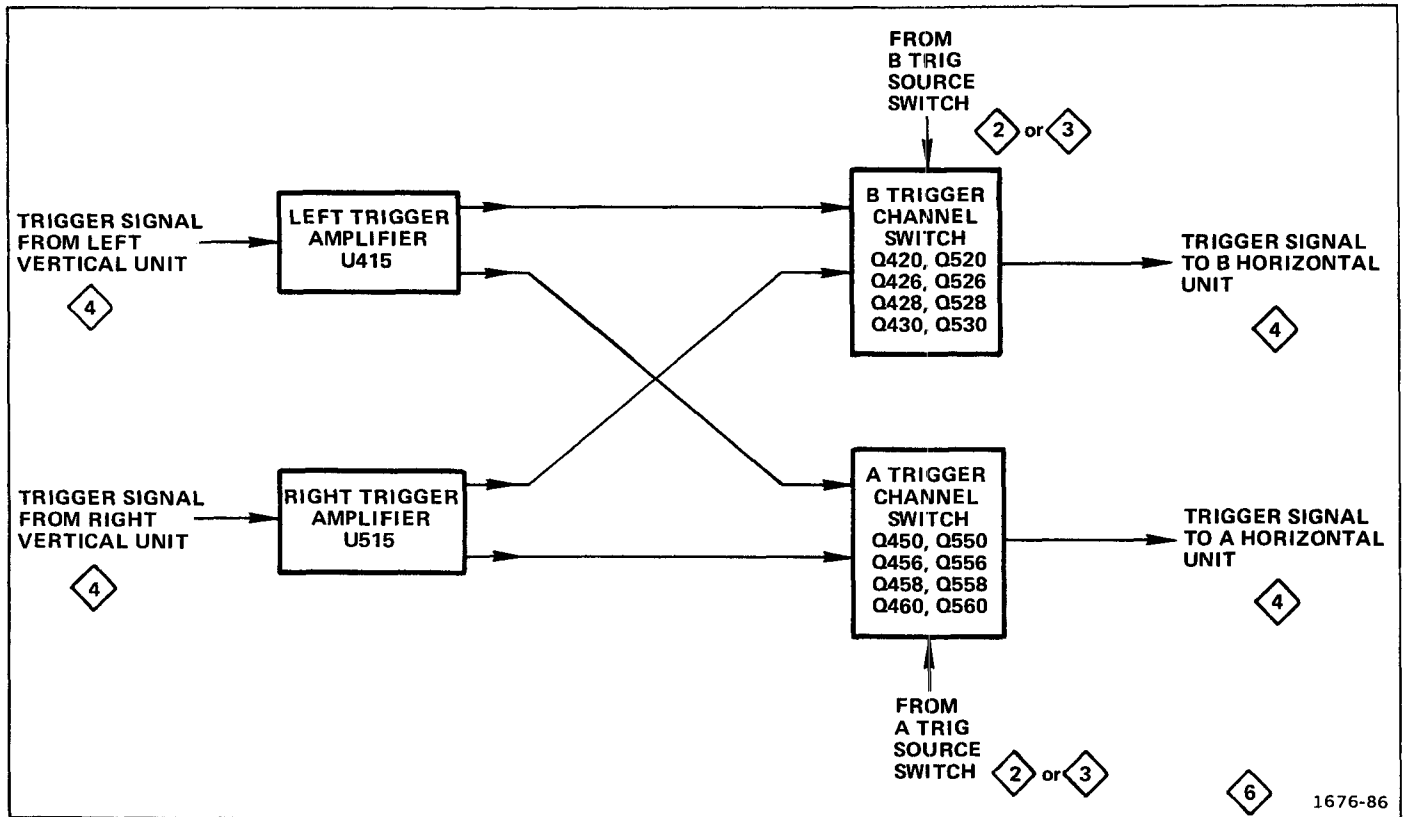 FROM
B TRIG
SOURCE
SWITCH
2 or 3
TRIGGER SIGNAL
FROM LEFT
VERTICAL UNIT
4
LEFT TRIGGER
AMPLIFIER
U415
B TRIGGER
CHANNEL
SWITCH
Q420, Q520
Q426, Q526
Q428, Q528
Q430, Q530
TRIGGER SIGNAL
TO B HORIZONTAL
UNIT
4
TRIGGER SIGNAL
FROM RIGHT
VERTICAL UNIT
4
RIGHT TRIGGER
AMPLIFIER
U515
A TRIGGER
CHANNEL
SWITCH
Q450, Q550
Q456, Q556
Q458, Q558
Q460, Q560
TRIGGER SIGNAL
TO A HORIZONTAL
UNIT
4
FROM
A TRIG
SOURCE
SWITCH
2 or 3
6
1676-86